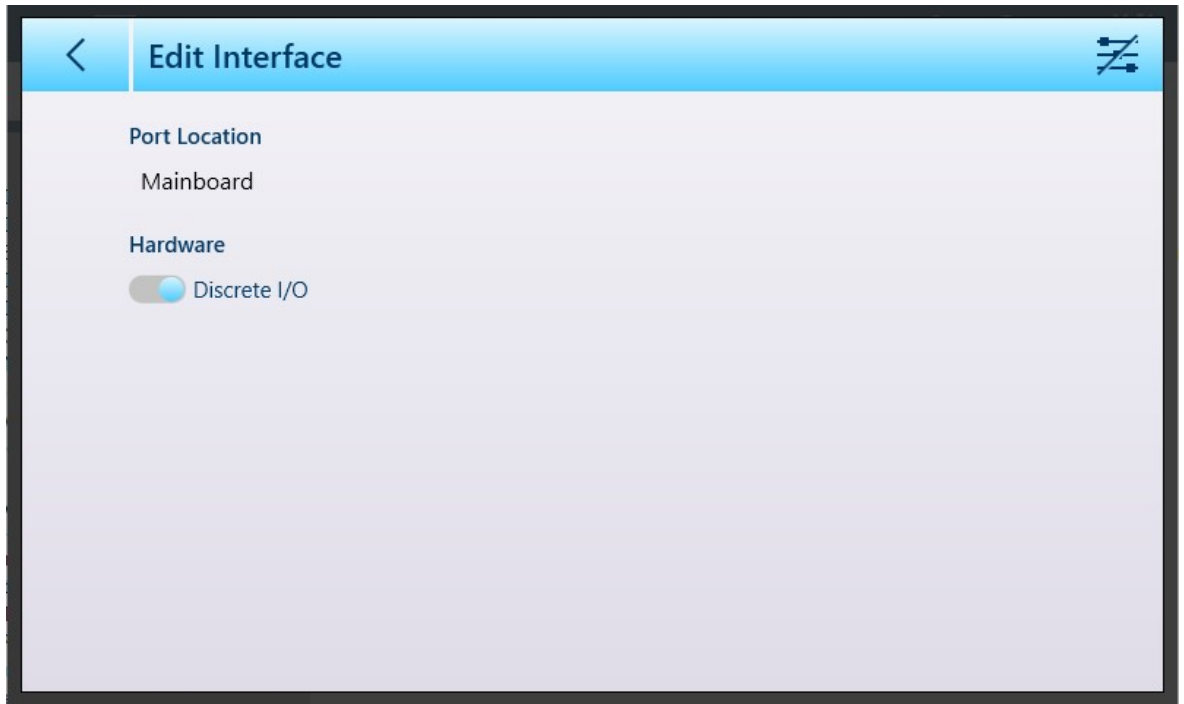 Edit Interface
Port Location
Mainboard
Hardware
Discrete I/O